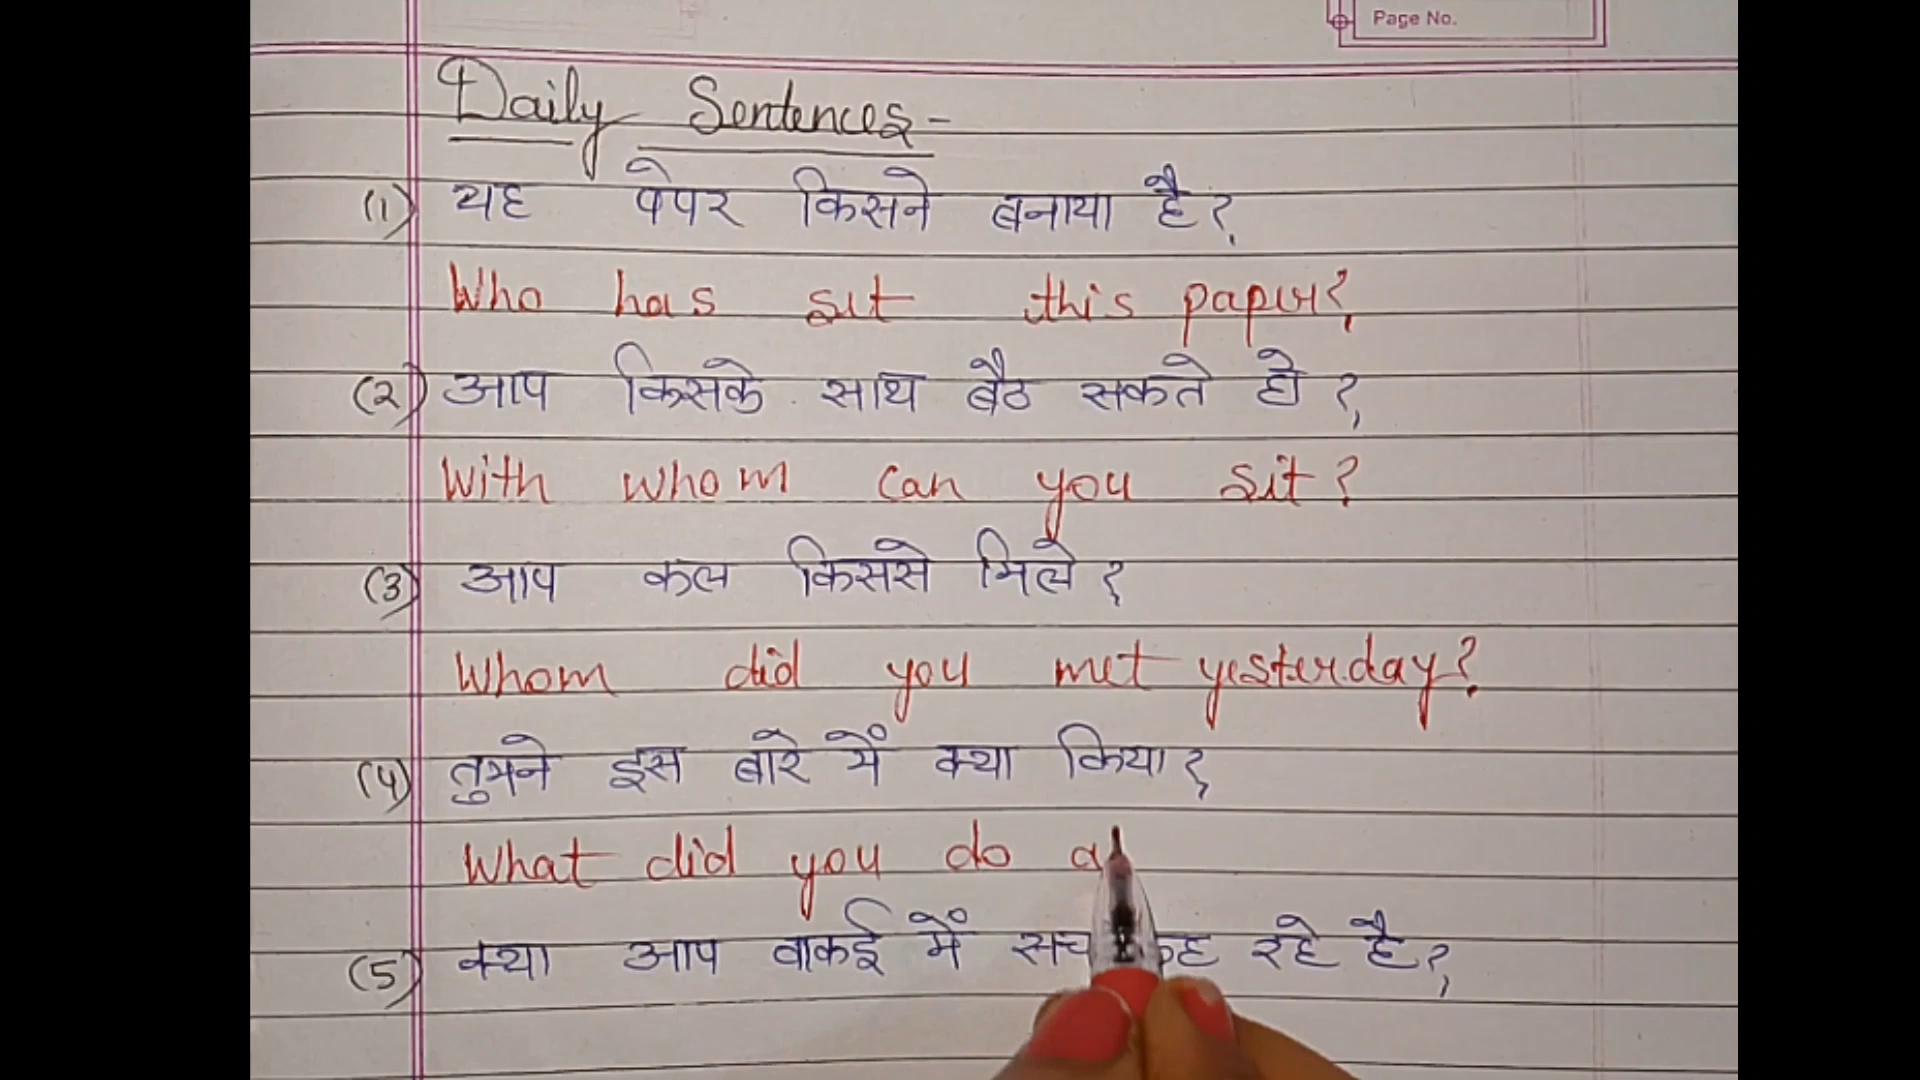 Page No.
Daily Sentences-
(1) यह पेपर किसने बनाया है?
Who has set this paper?
(2) आप किसके साथ बैठ सकते हो?
With whom can you sit?
(3) आप कल किससे मिले?
Whom did you met yesterday?
(4) तुमने इस बारे में क्या किया?
What did you do a
(5) क्या आप वाकई में सच कह रहे है?